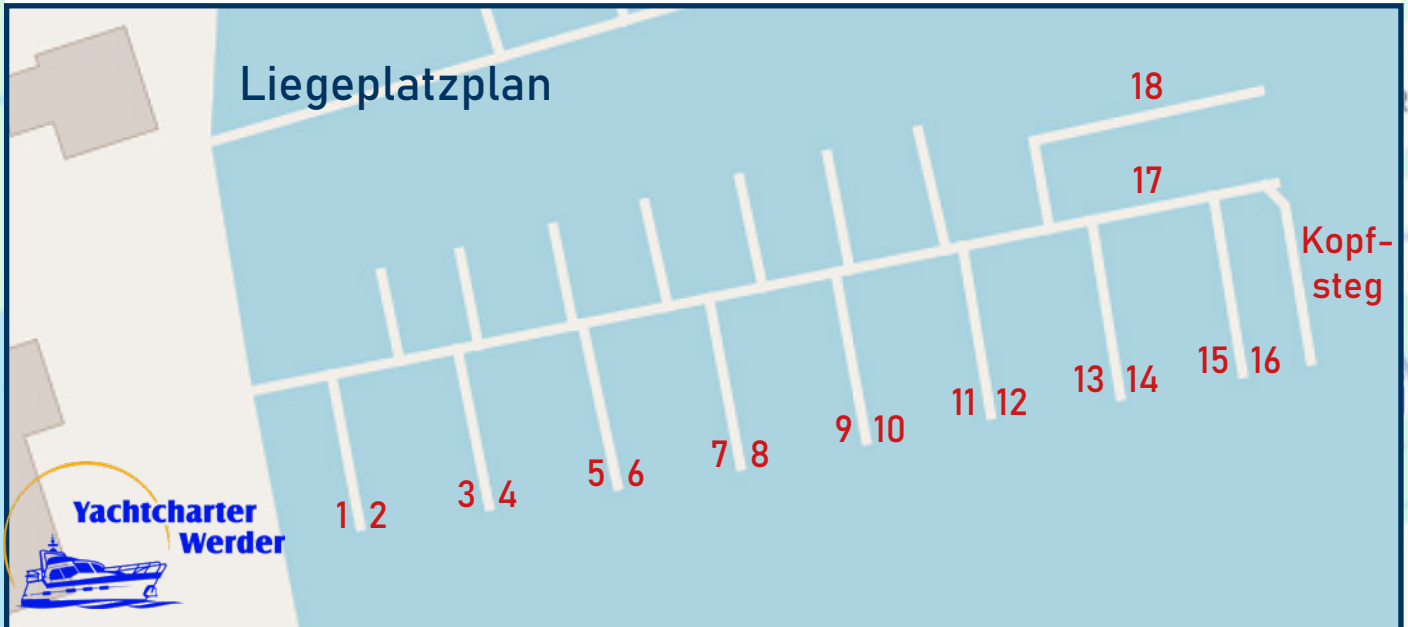 Liegeplatzplan
18
17
Kopf-
steg
15 16
13 14
11 12
9 10
7 8
5 6
3 4
1 2
Yachtcharter
Werder